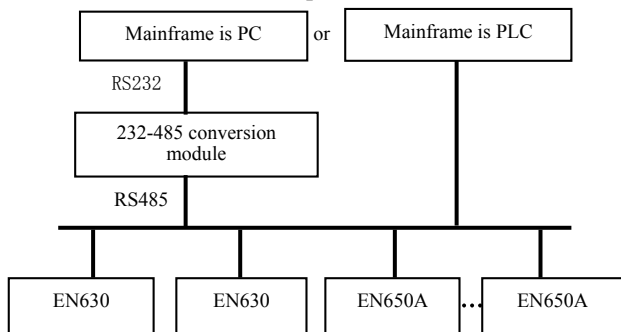 Mainframe is PC or Mainframe is PLC
RS232
232-485 conversion
module
RS485
EN630 EN630 EN650A ... EN650A